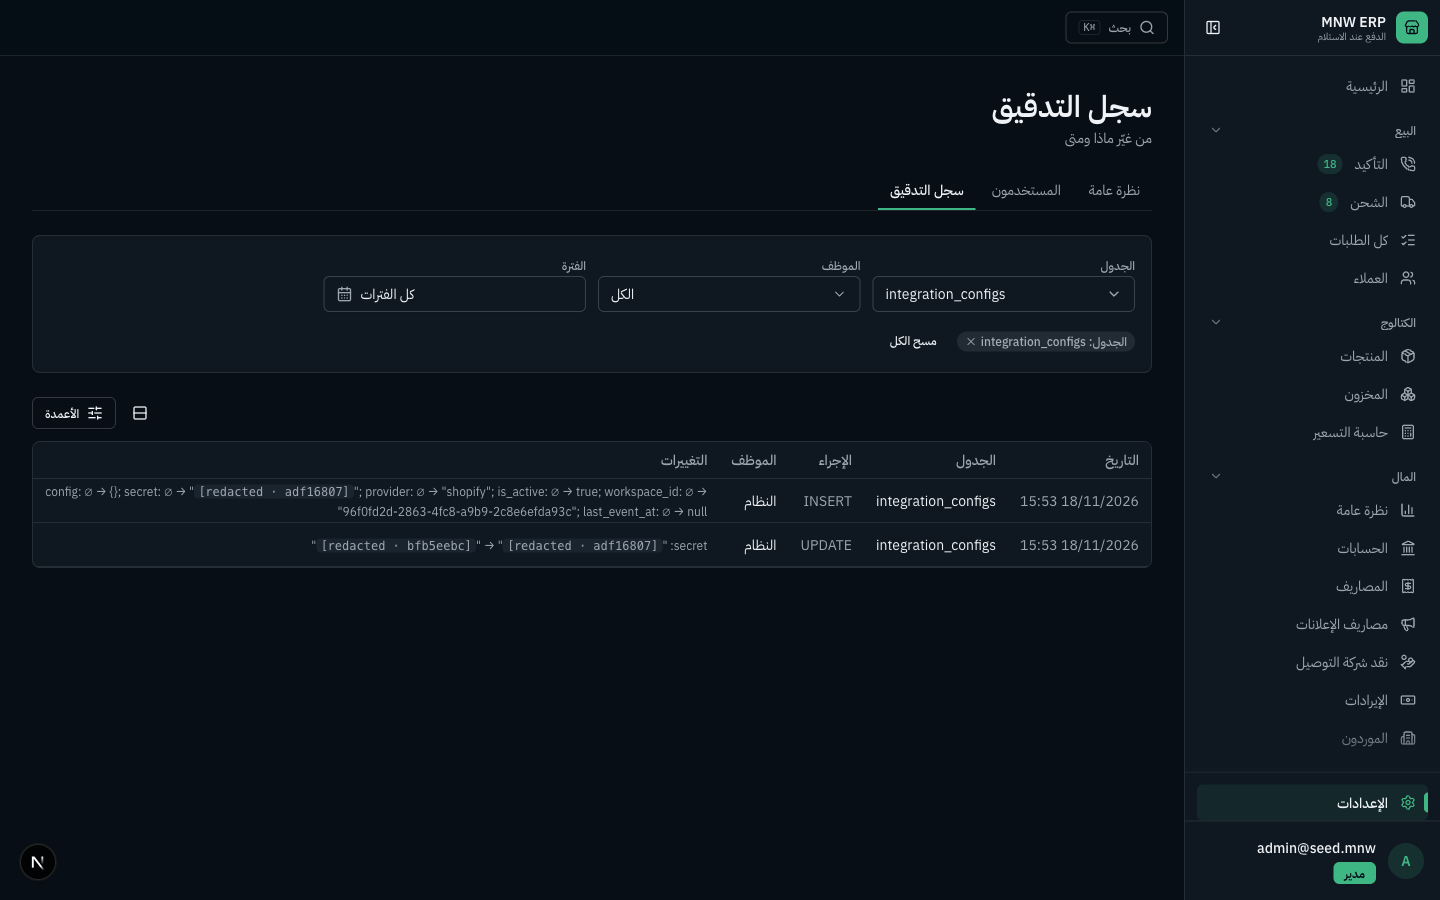 MNW ERP
الدفع عند الاستلام
بحث
K⌘
الرئيسية
البيع
التأكيد 18
الشحن 8
كل الطلبات
العملاء
الكتالوج
المنتجات
المخزون
حاسبة التسعير
المال
نظرة عامة
الحسابات
المصاريف
مصاريف الإعلانات
نقد شركة التوصيل
الإيرادات
الموردون
الإعدادات
admin@seed.mnw
مدير
A
سجل التدقيق
من غيّر ماذا ومتى
نظرة عامة
المستخدمون
سجل التدقيق
الجدول
الموظف
الفترة
integration_configs
الكل
كل الفترات
الجدول: integration_configs ×
مسح الكل
الأعمدة
التاريخ الجدول الإجراء الموظف التغييرات
15:53 18/11/2026 integration_configs INSERT النظام
config: ∅ → {}; secret: ∅ → "[redacted · adf16807]"; provider: ∅ → "shopify"; is_active: ∅ → true; workspace_id: ∅ →
"96f0fd2d-2863-4fc8-a9b9-2c8e6efda93c"; last_event_at: ∅ → null
15:53 18/11/2026 integration_configs UPDATE النظام
secret: "[redacted · adf16807]" → "[redacted · bfb5eebc]"
N